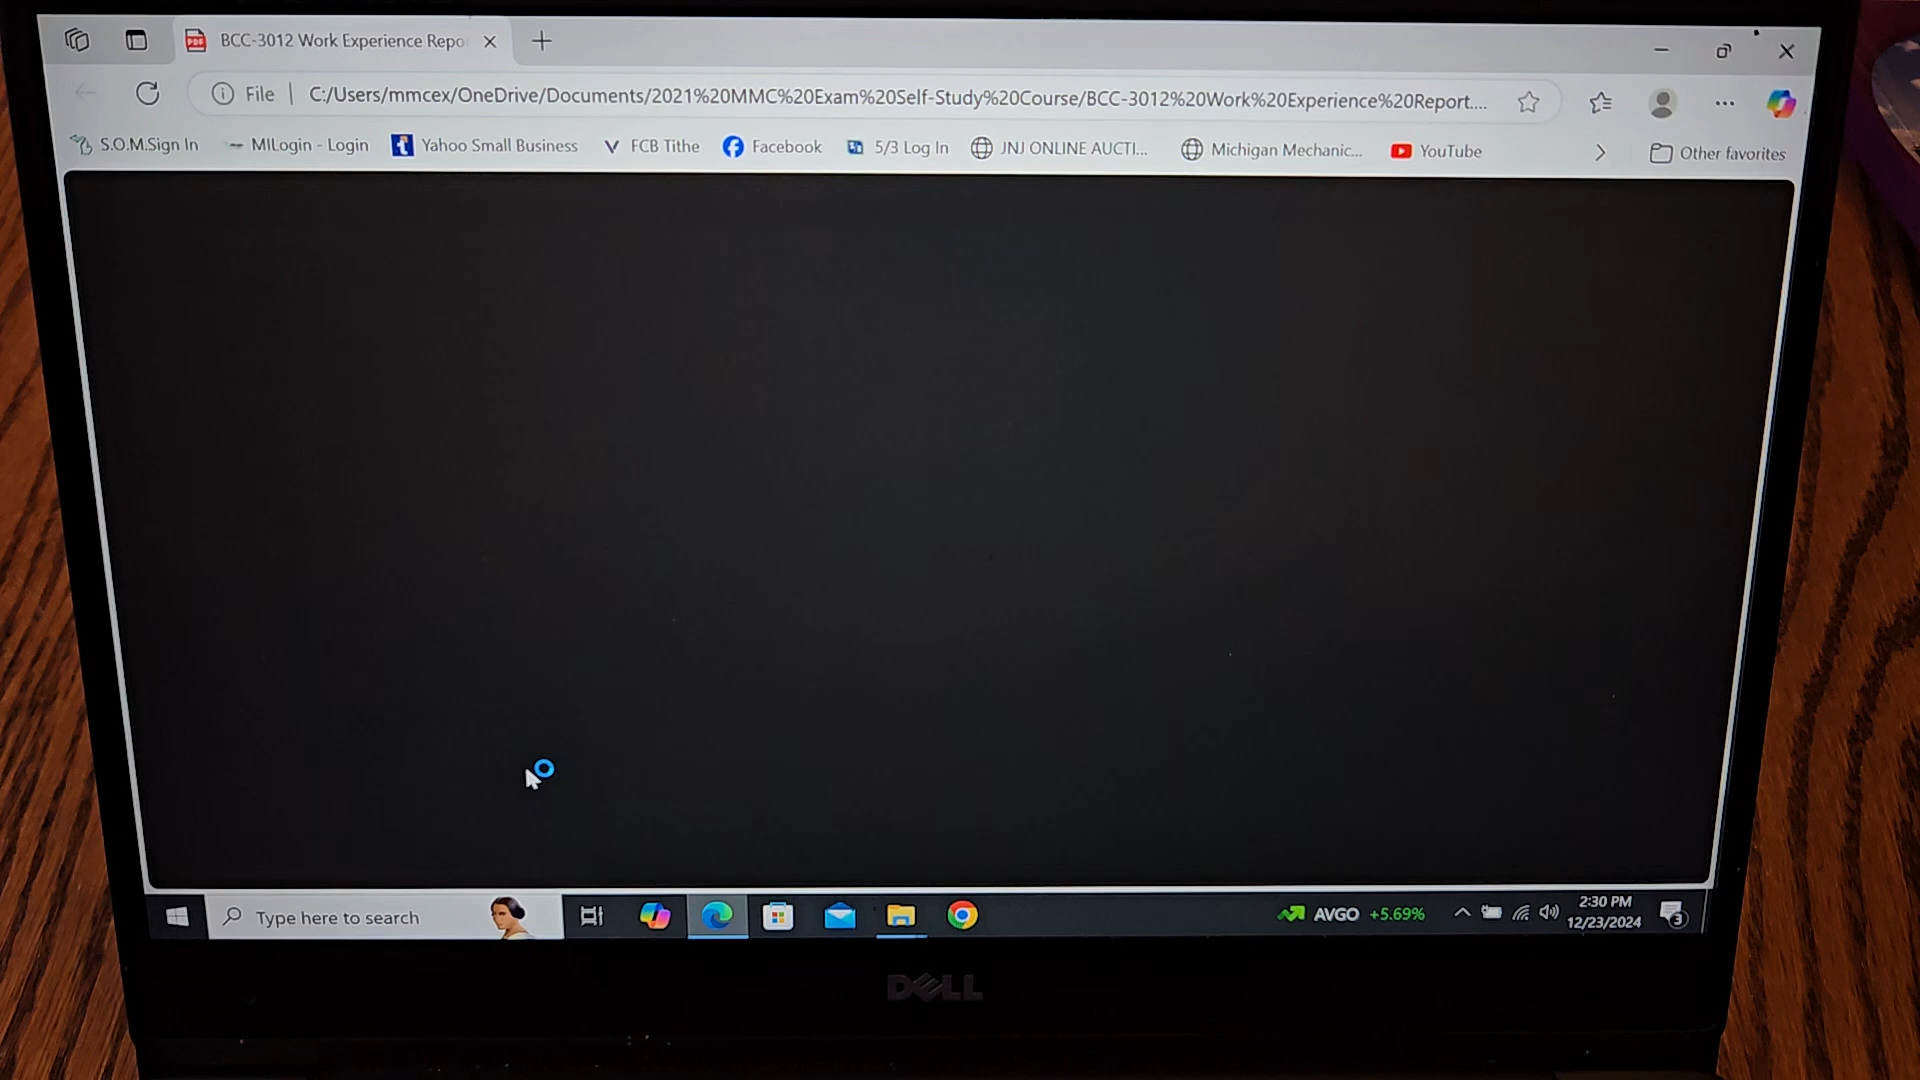 BCC-3012 Work Experience Repo
File | C:/Users/mmcex/OneDrive/Documents/2021%20MMC%20Exam%20Self-Study%20Course/BCC-3012%20Work%20Experience%20Report....
S.O.M.Sign In MILogin - Login Yahoo Small Business FCB Tithe Facebook 5/3 Log In JNJ ONLINE AUCTI... Michigan Mechanic... YouTube Other favorites
Type here to search AVGO +5.69% 2:30 PM
12/23/2024 3
DELL